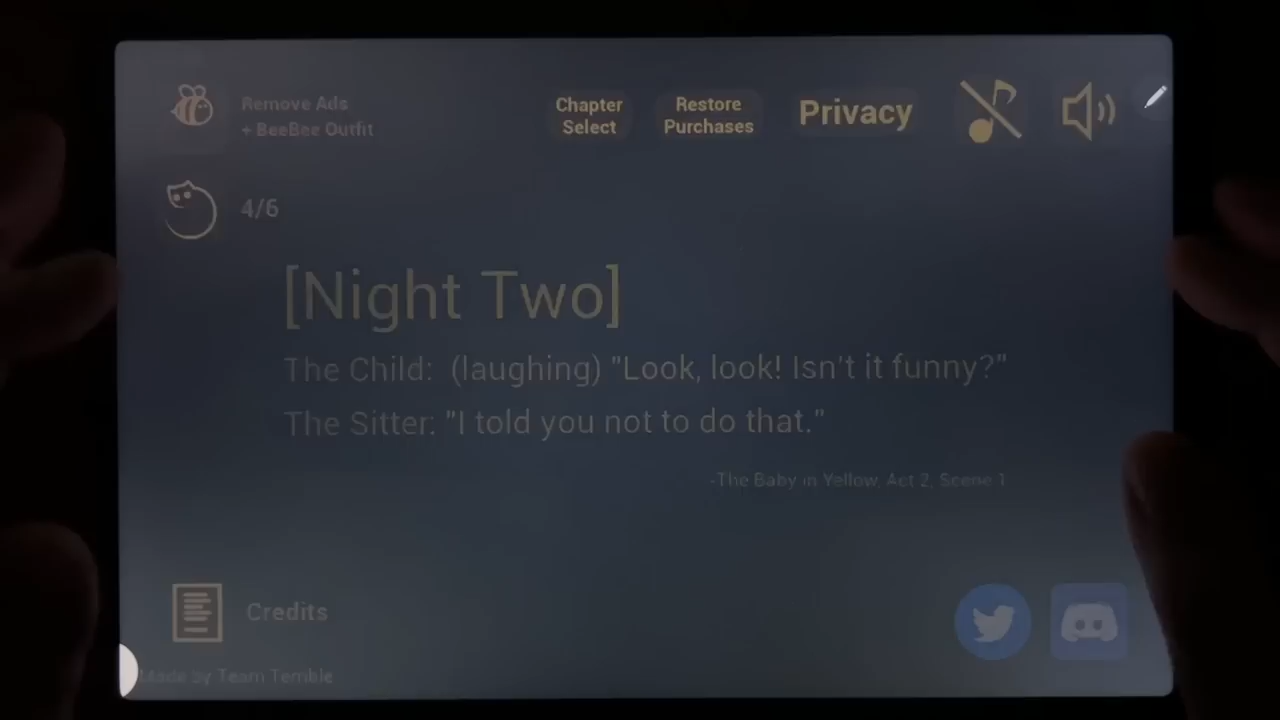 Remove Ads
+ BeeBee Outfit
Chapter
Select
Restore
Purchases
Privacy
4/6
[Night Two]
The Child:  (laughing) "Look, look! Isn't it funny?"
The Sitter: "I told you not to do that."
-The Baby in Yellow, Act 2, Scene 1
Credits
Made by Team Terrible